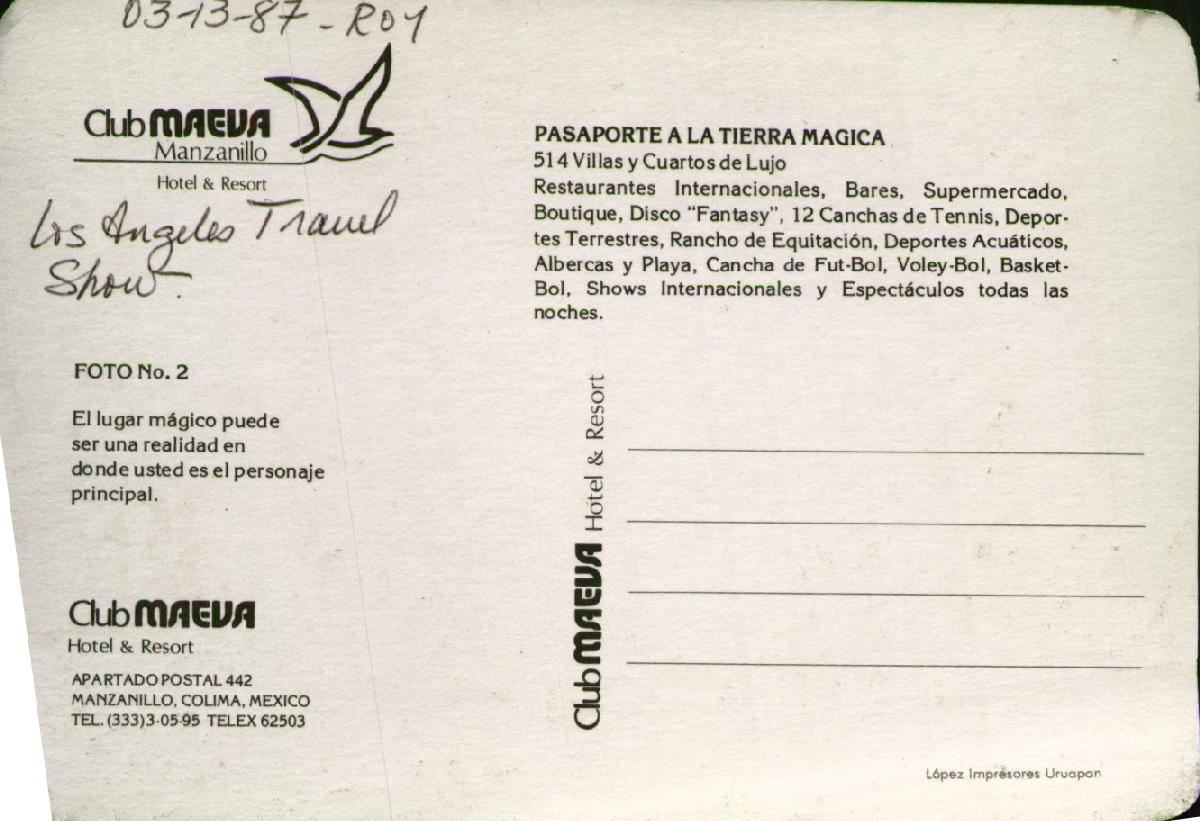 03-13-87 - ROY
Club MAEVA
Manzanillo
Hotel & Resort
Los Angeles Travel
Show.
FOTO No. 2
El lugar mágico puede
ser una realidad en
donde usted es el personaje
principal.
Club MAEVA
Hotel & Resort
APARTADO POSTAL 442
MANZANILLO, COLIMA, MEXICO
TEL. (333)3-05-95 TELEX 62503
PASAPORTE A LA TIERRA MAGICA
514 Villas y Cuartos de Lujo
Restaurantes Internacionales, Bares, Supermercado,
Boutique, Disco "Fantasy", 12 Canchas de Tennis, Depor-
tes Terrestres, Rancho de Equitación, Deportes Acuáticos,
Albercas y Playa, Cancha de Fut-Bol, Voley-Bol, Basket-
Bol, Shows Internacionales y Espectáculos todas las
noches.
Club MAEVA Hotel & Resort
López Impresores Uruapan